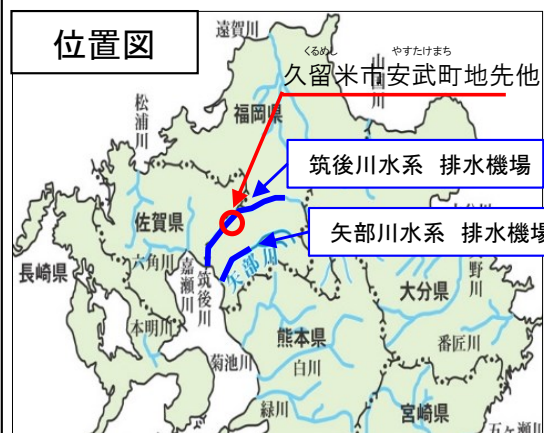 位置図
遠賀川
くるめし やすたけまち
久留米市安武町地先他
山国川
松浦川
福岡県
筑後川水系 排水機場
佐賀県
矢部川水系 排水機場
矢部川
長崎県
六角川
嘉瀬川
筑後川
野川
大分県
本明川
熊本県
番匠川
菊池川
白川
緑川
宮崎県
五ヶ瀬川